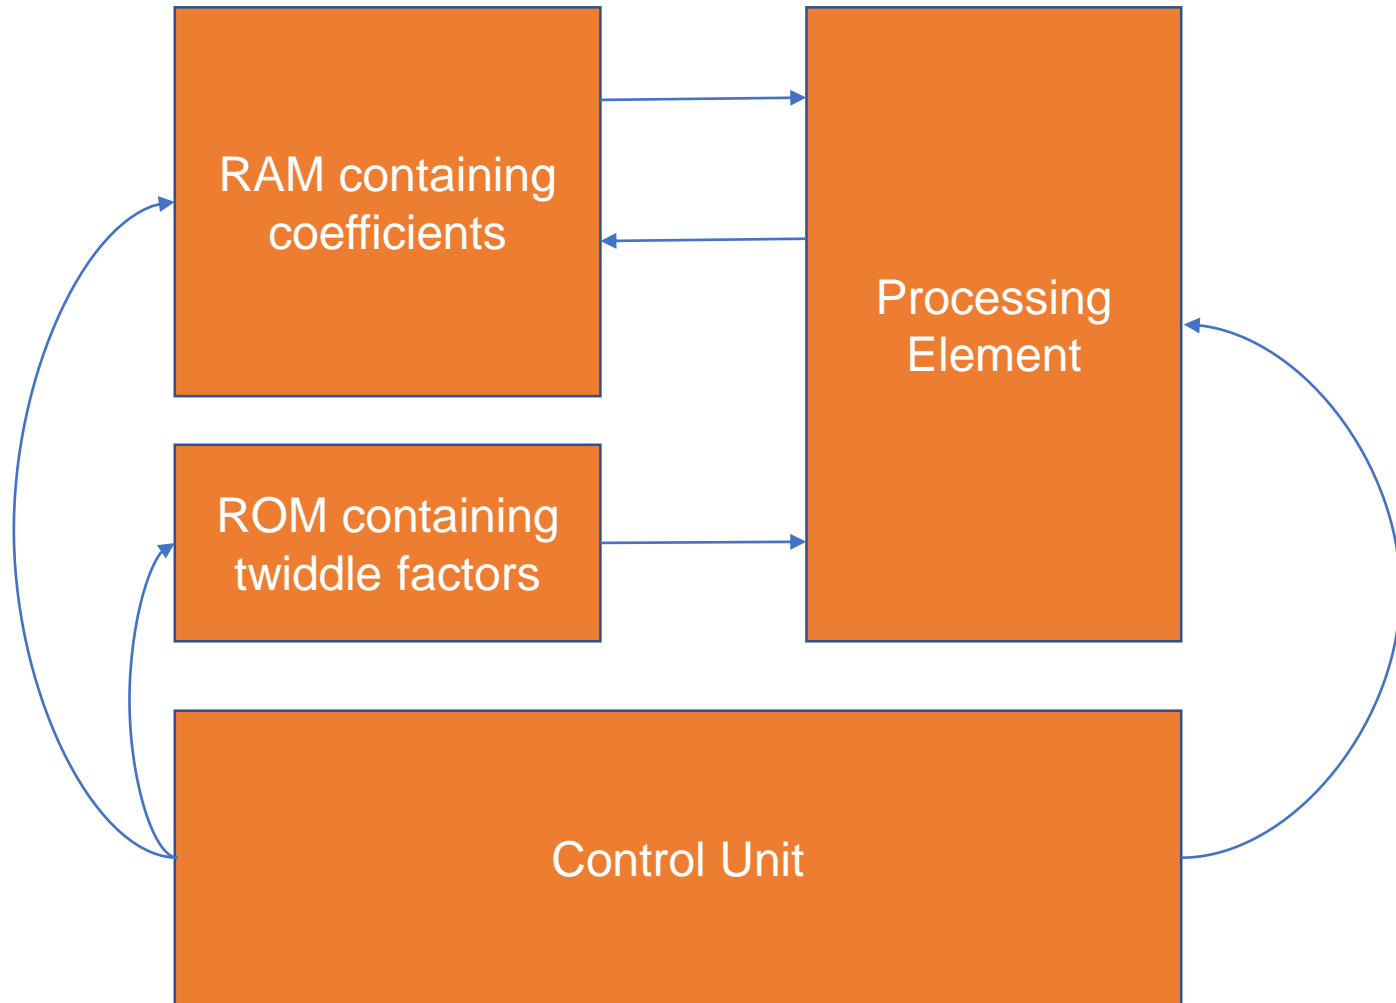 RAM containing
coefficients
Processing
Element
ROM containing
twiddle factors
Control Unit